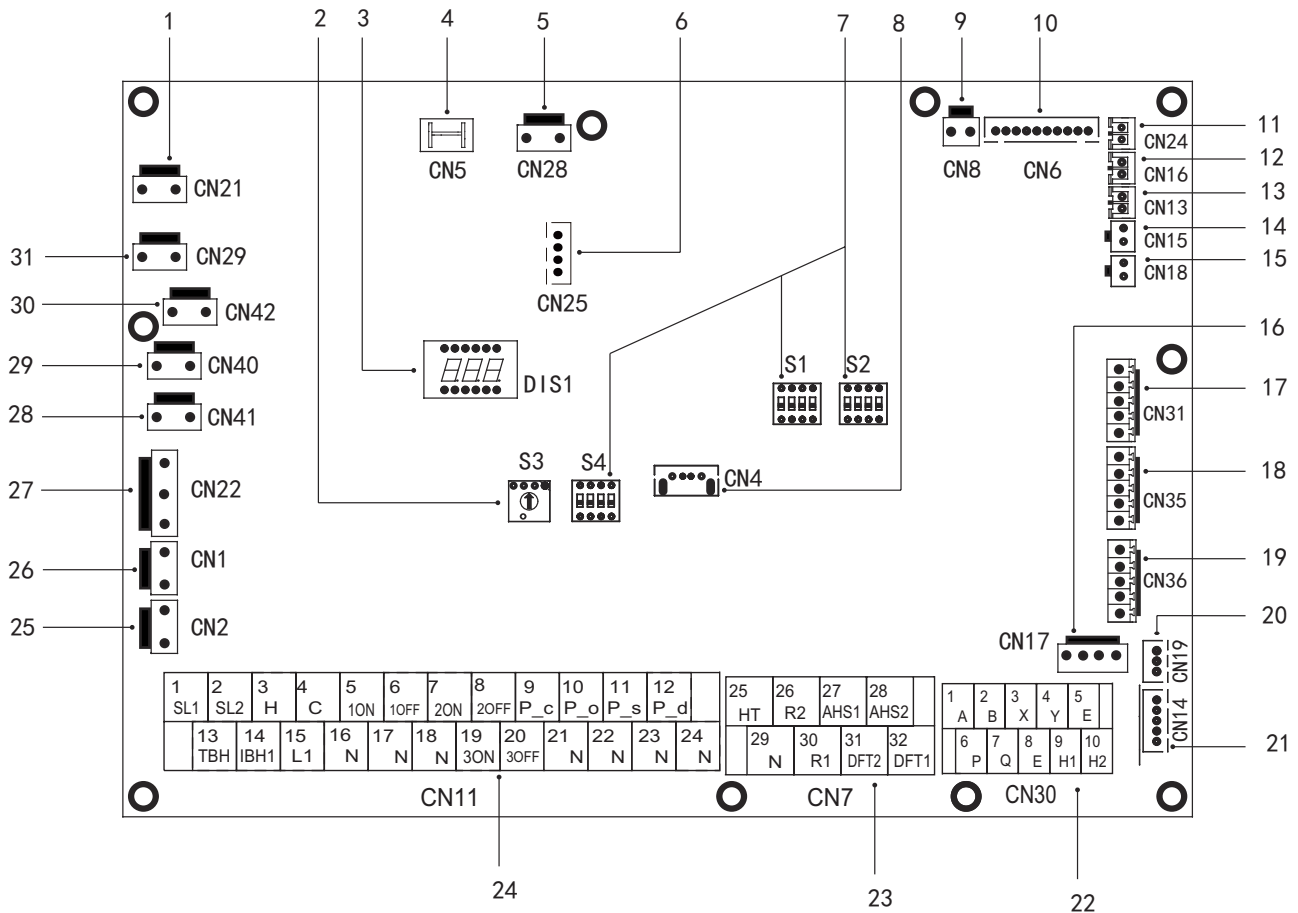 1 2 3 4 5 6 7 8 9 10
CN5 CN28 CN8 CN6 CN24 11
CN21 CN16 12
CN13 13
CN15 14
31 CN29 CN25 CN18 15
30 CN42
29 CN40 DIS1 S1 S2 16
28 CN41 CN31 17
27 CN22 S3 S4 CN4 CN35 18
26 CN1 CN36 19
25 CN2 CN17 CN19 20
CN14 21
1 2 3 4 5 6 7 8 9 10 11 12
SL1 SL2 H C 1ON 1OFF 2ON 2OFF P_c P_o P_s P_d
13 14 15 16 17 18 19 20 21 22 23 24
TBH IBH1 L1 N N N 3ON 3OFF N N N N
CN11
25 26 27 28
HT R2 AHS1 AHS2
29 30 31 32
N R1 DFT2 DFT1
CN7
1 2 3 4 5
A B X Y E
6 7 8 9 10
P Q E H1 H2
CN30
24 23 22